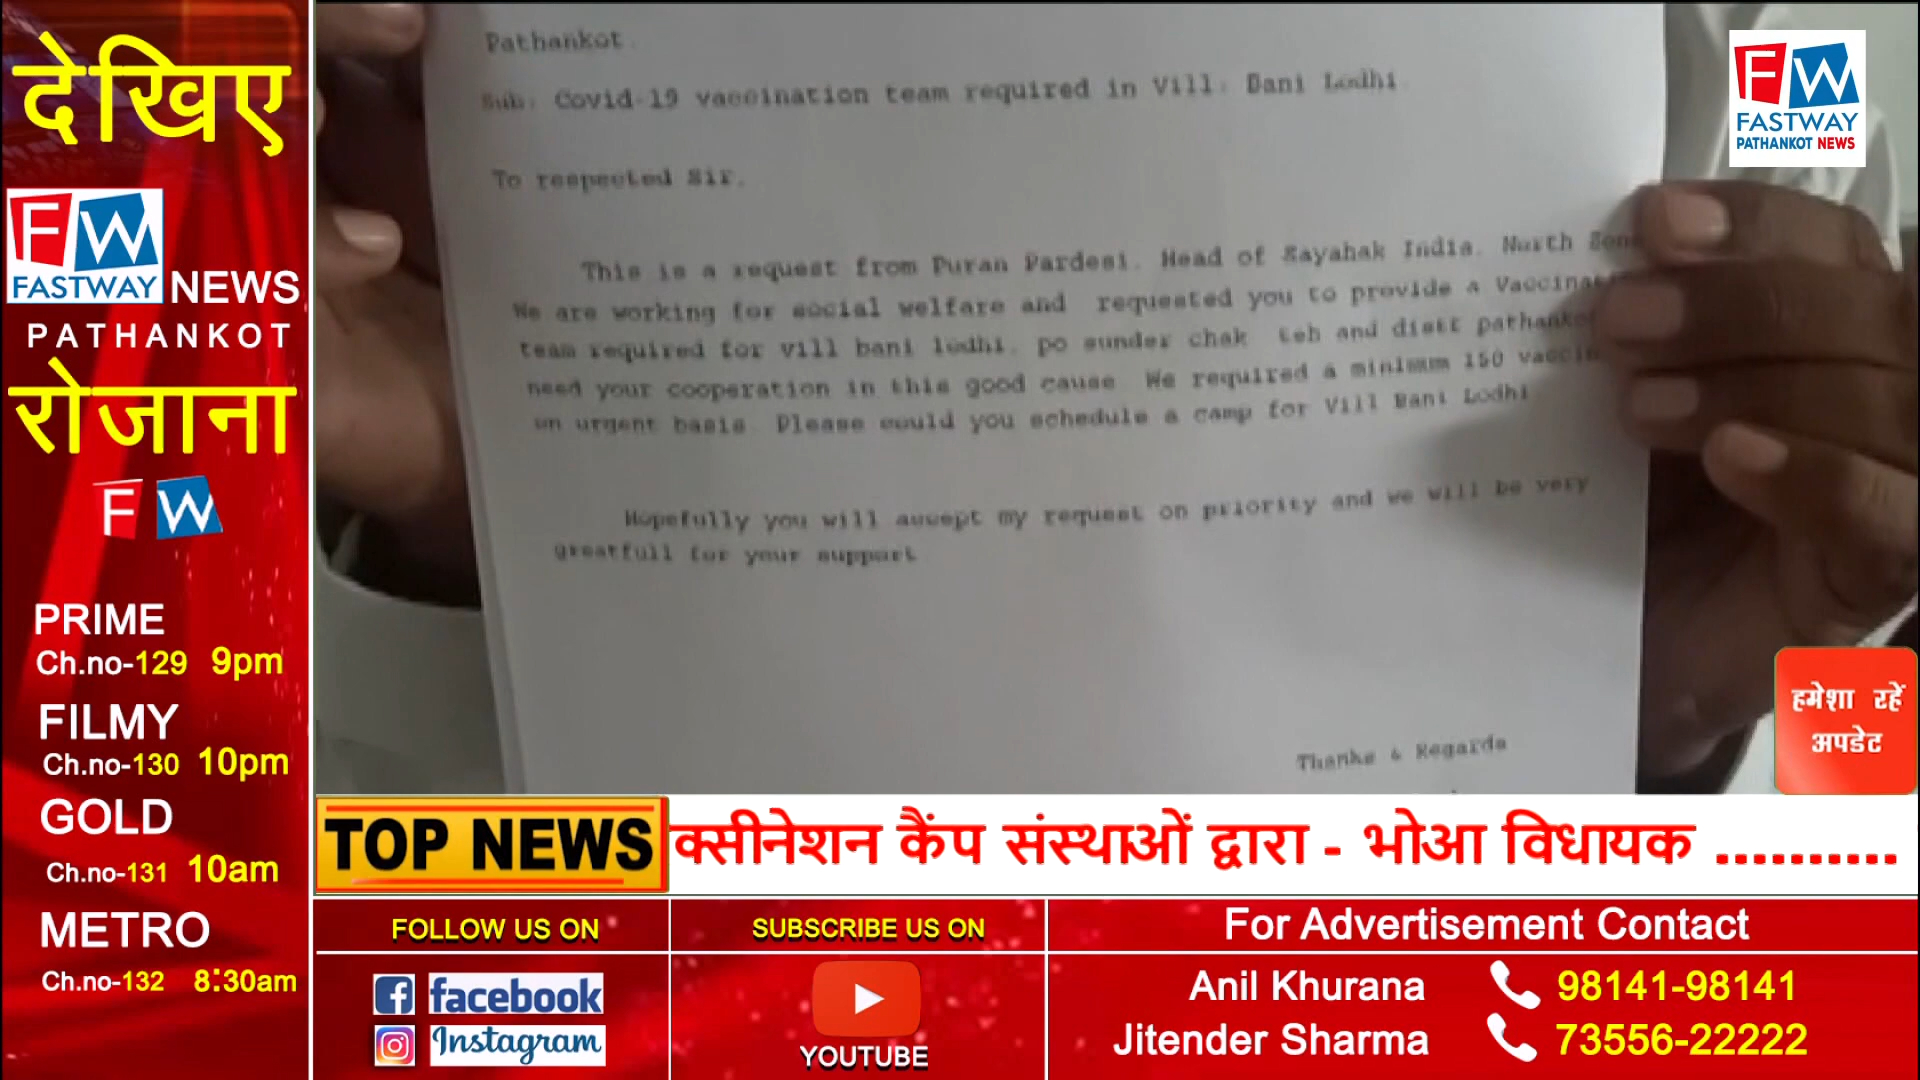 देखिए
FW
FASTWAY NEWS
PATHANKOT
रोजाना
FW
PRIME
Ch.no-129 9pm
FILMY
Ch.no-130 10pm
GOLD
Ch.no-131 10am
METRO
Ch.no-132 8:30am
Pathankot.
Sub: Covid-19 vaccination team required in Vill: Bani Lodhi.
To respected Sir.
This is a request from Puran Pardesi. Head of Sayahak India. North
We are working for social welfare and requested you to provide a
team required for vill bani lodhi. po sunder chak teh and distt
need your cooperation in this good cause We required a minimum 150
on urgent basis. Please could you schedule a camp for Vill Bani Lodhi
Hopefully you will accept my request on priority and we will be very
greatfull for your support
Thanks & Regards
FW
FASTWAY
PATHANKOT NEWS
हमेशा रहें
अपडेट
TOP NEWS
क्सीनेशन कैंप संस्थाओं द्वारा - भोआ विधायक ..........
FOLLOW US ON
facebook
Instagram
SUBSCRIBE US ON
YOUTUBE
For Advertisement Contact
Anil Khurana 98141-98141
Jitender Sharma 73556-22222